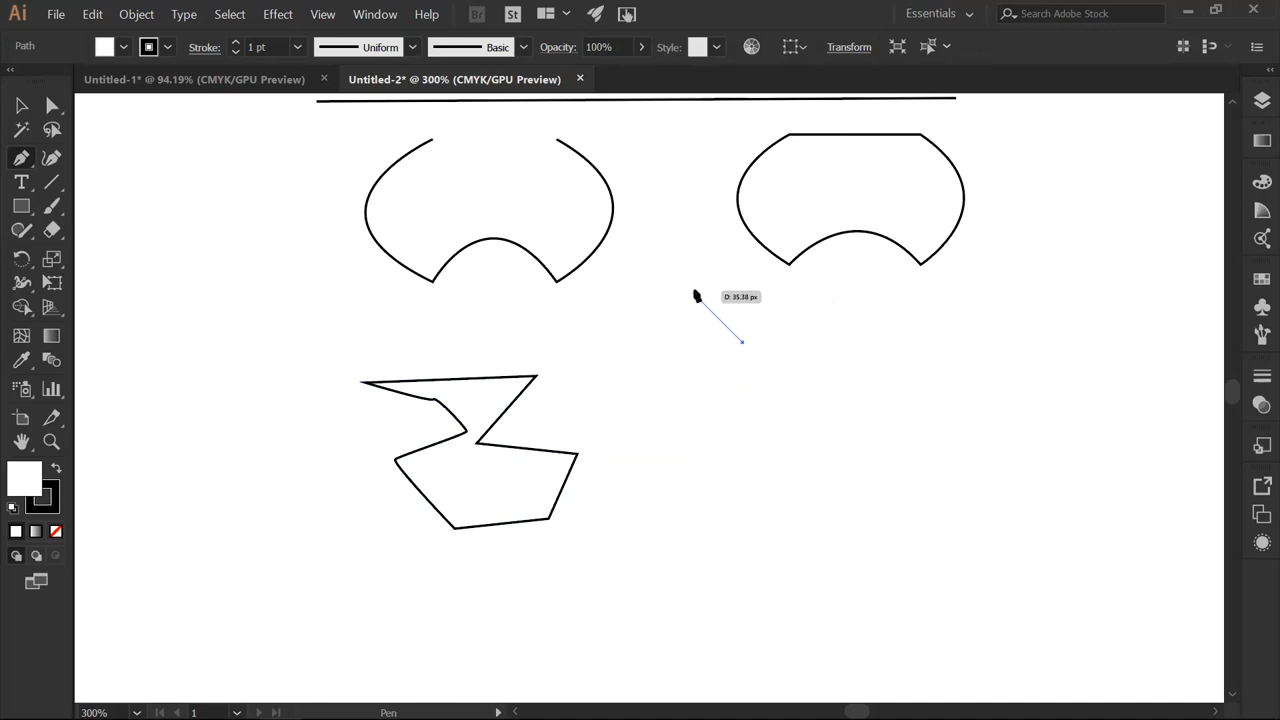 Ai File Edit Object Type Select Effect View Window Help Br St Essentials Search Adobe Stock
Path Stroke: 1 pt Uniform Basic Opacity: 100% Style: Transform
Untitled-1* @ 94.19% (CMYK/GPU Preview) Untitled-2* @ 300% (CMYK/GPU Preview)
D: 35.38 px
300% 1 Pen